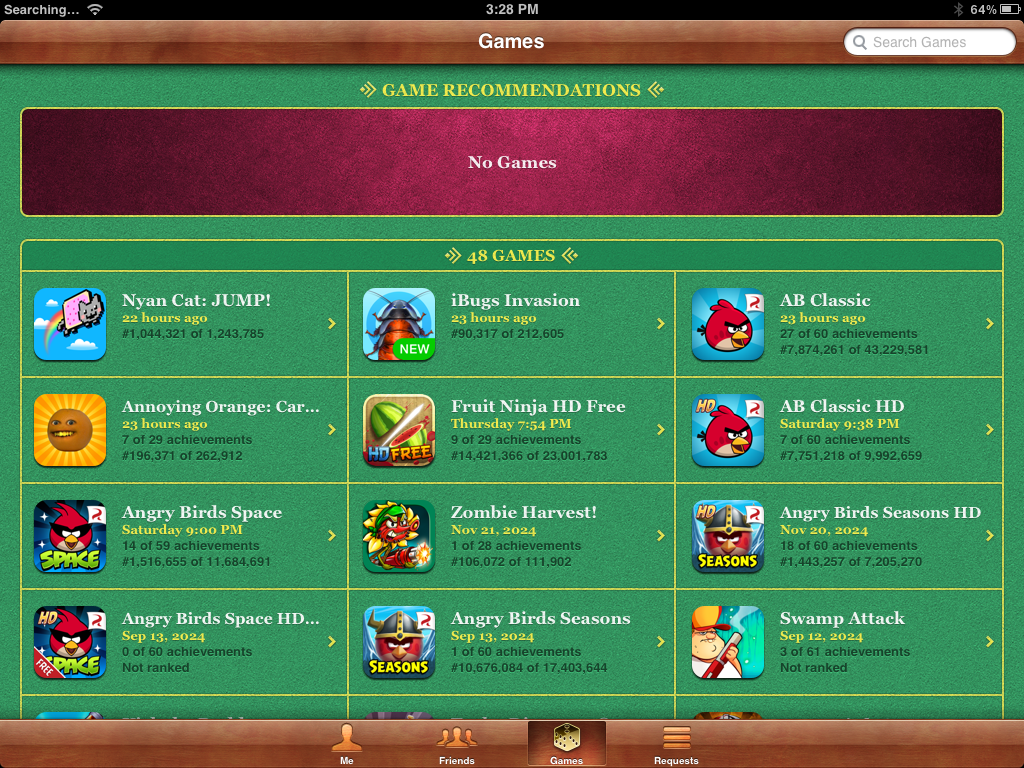 Searching...
3:28 PM
64%
Games
Search Games
GAME RECOMMENDATIONS
No Games
48 GAMES
Nyan Cat: JUMP!
22 hours ago
#1,044,321 of 1,243,785
NEW
iBugs Invasion
23 hours ago
#90,317 of 212,605
AB Classic
23 hours ago
27 of 60 achievements
#7,874,261 of 43,229,581
Annoying Orange: Car...
23 hours ago
7 of 29 achievements
#196,371 of 262,912
HD FREE
Fruit Ninja HD Free
Thursday 7:54 PM
9 of 29 achievements
#14,421,366 of 23,001,783
HD
AB Classic HD
Saturday 9:38 PM
7 of 60 achievements
#7,751,218 of 9,992,659
SPACE
Angry Birds Space
Saturday 9:00 PM
14 of 59 achievements
#1,516,655 of 11,684,691
Zombie Harvest!
Nov 21, 2024
1 of 28 achievements
#106,072 of 111,902
HD
SEASONS
Angry Birds Seasons HD
Nov 20, 2024
18 of 60 achievements
#1,443,257 of 7,205,270
HD
FREE
SPACE
Angry Birds Space HD...
Sep 13, 2024
0 of 60 achievements
Not ranked
SEASONS
Angry Birds Seasons
Sep 13, 2024
1 of 60 achievements
#10,676,084 of 17,403,644
Swamp Attack
Sep 12, 2024
3 of 61 achievements
Not ranked
Me
Friends
Games
Requests